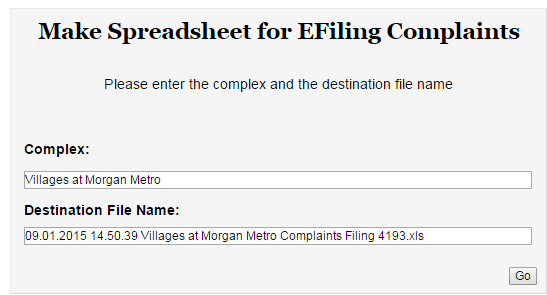 Make Spreadsheet for EFiling Complaints
Please enter the complex and the destination file name
Complex:
Villages at Morgan Metro
Destination File Name:
09.01.2015 14.50.39 Villages at Morgan Metro Complaints Filing 4193.xls
Go